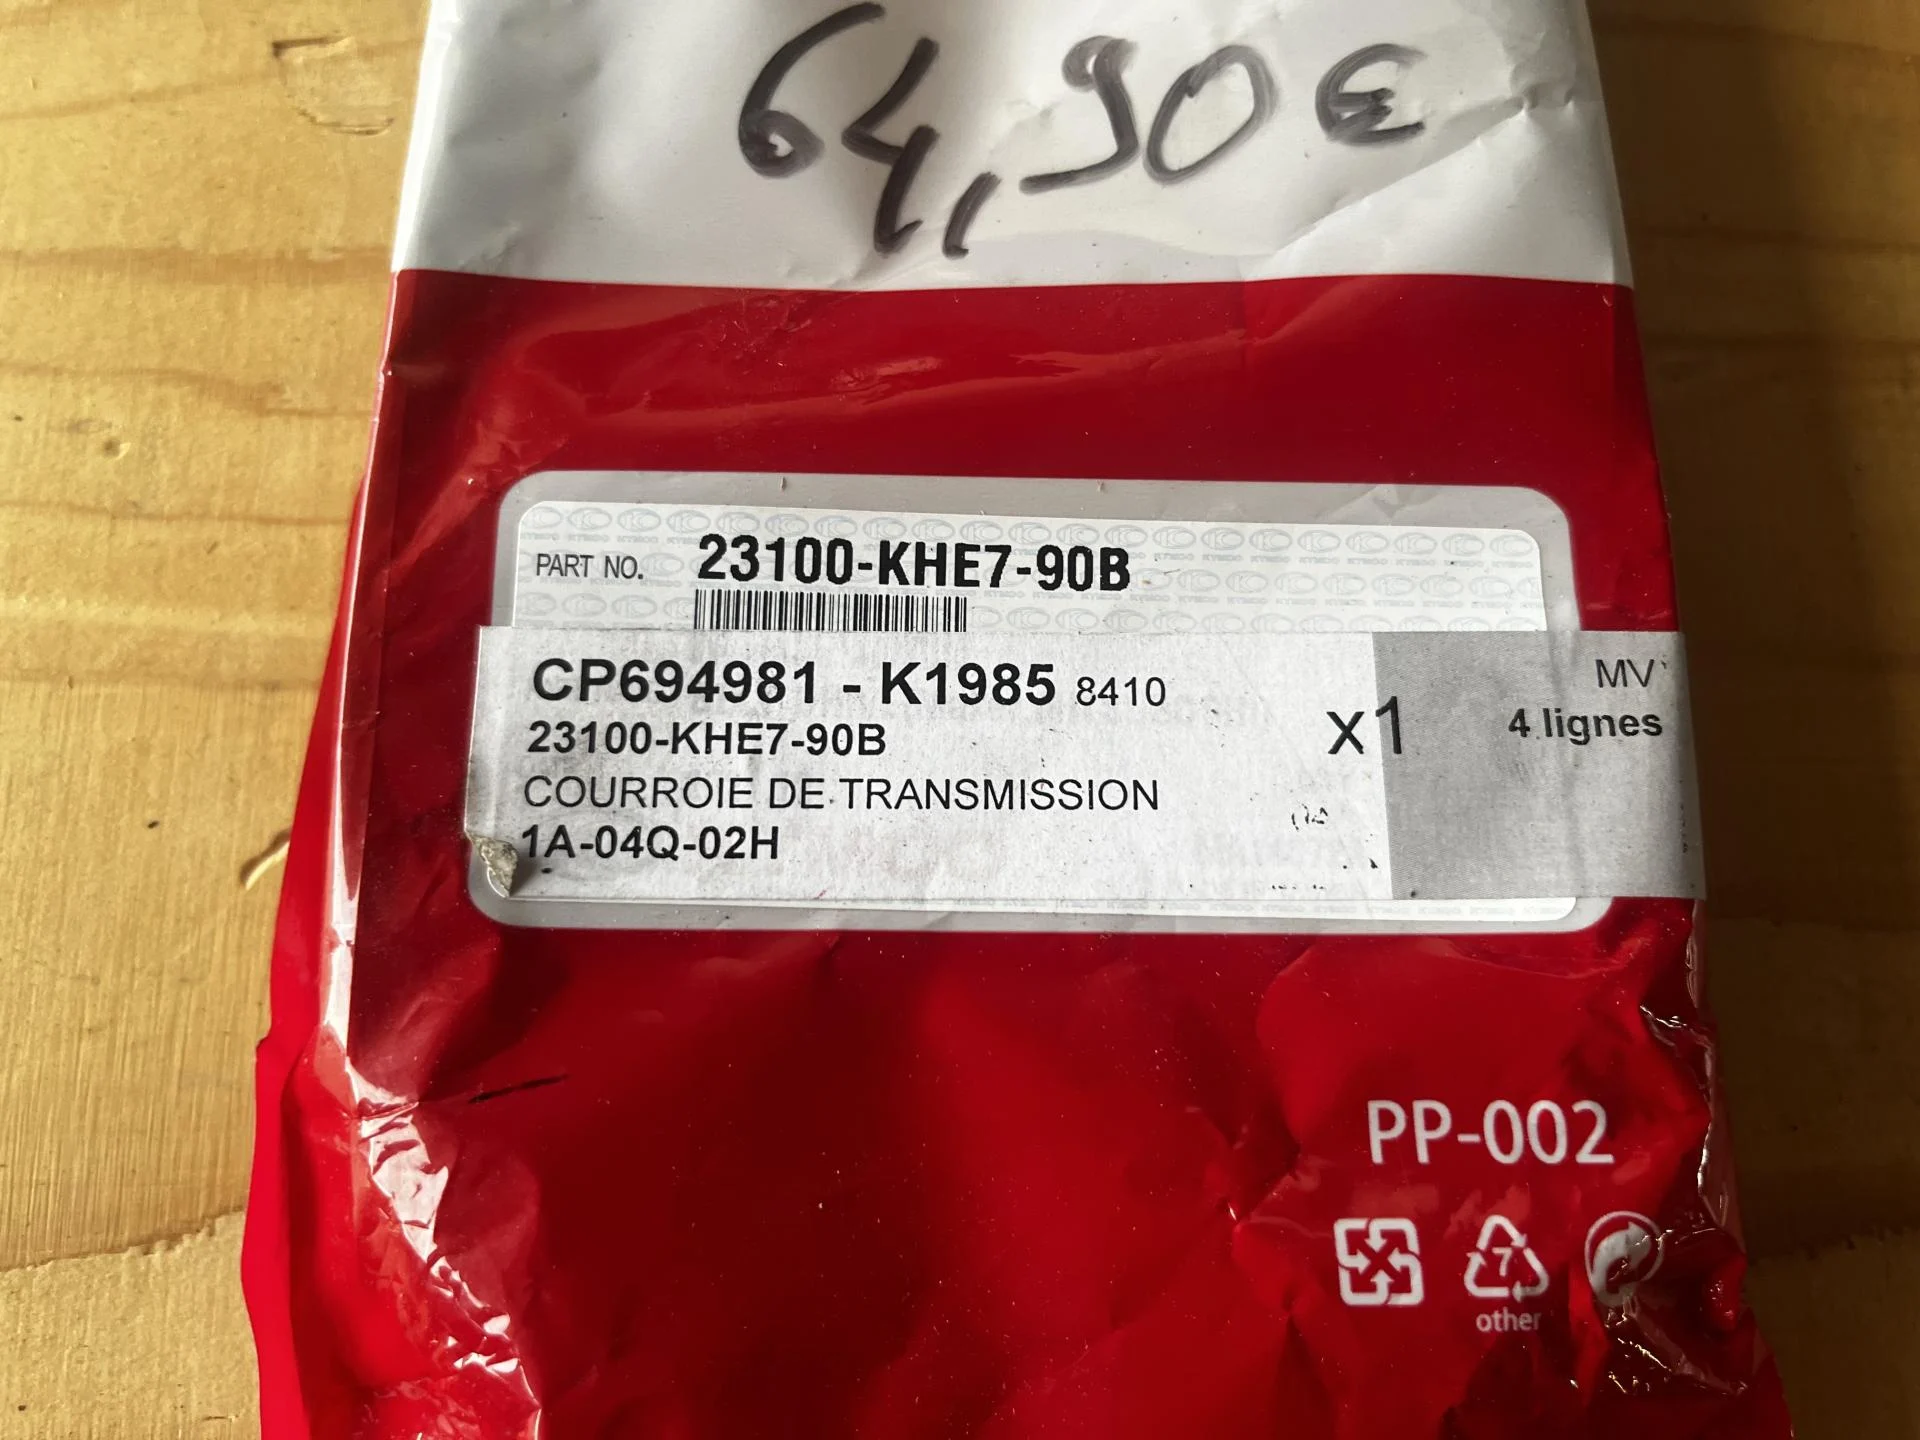 64,90€
PART NO. 23100-KHE7-90B
CP694981 - K1985 8410
23100-KHE7-90B
COURROIE DE TRANSMISSION
1A-04Q-02H
x1
MV
4 lignes
PP-002
7
other